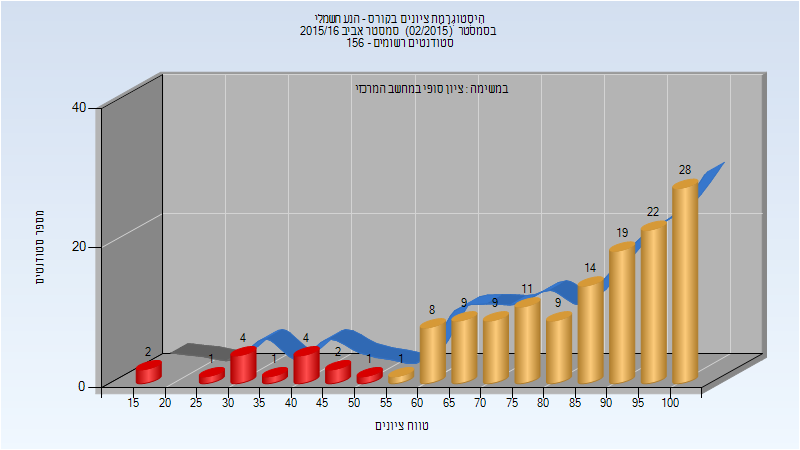 היסטוגרמת ציונים בקורס - הנע חשמלי
בסמסטר (02/2015) סמסטר אביב 2015/16
סטודנטים רשומים - 156
במשימה : ציון סופי במחשב המרכזי
מספר סטודנטים
40
20
0
2
1
4
1
4
2
1
1
8
9
9
11
9
14
19
22
28
15 20 25 30 35 40 45 50 55 60 65 70 75 80 85 90 95 100
טווח ציונים